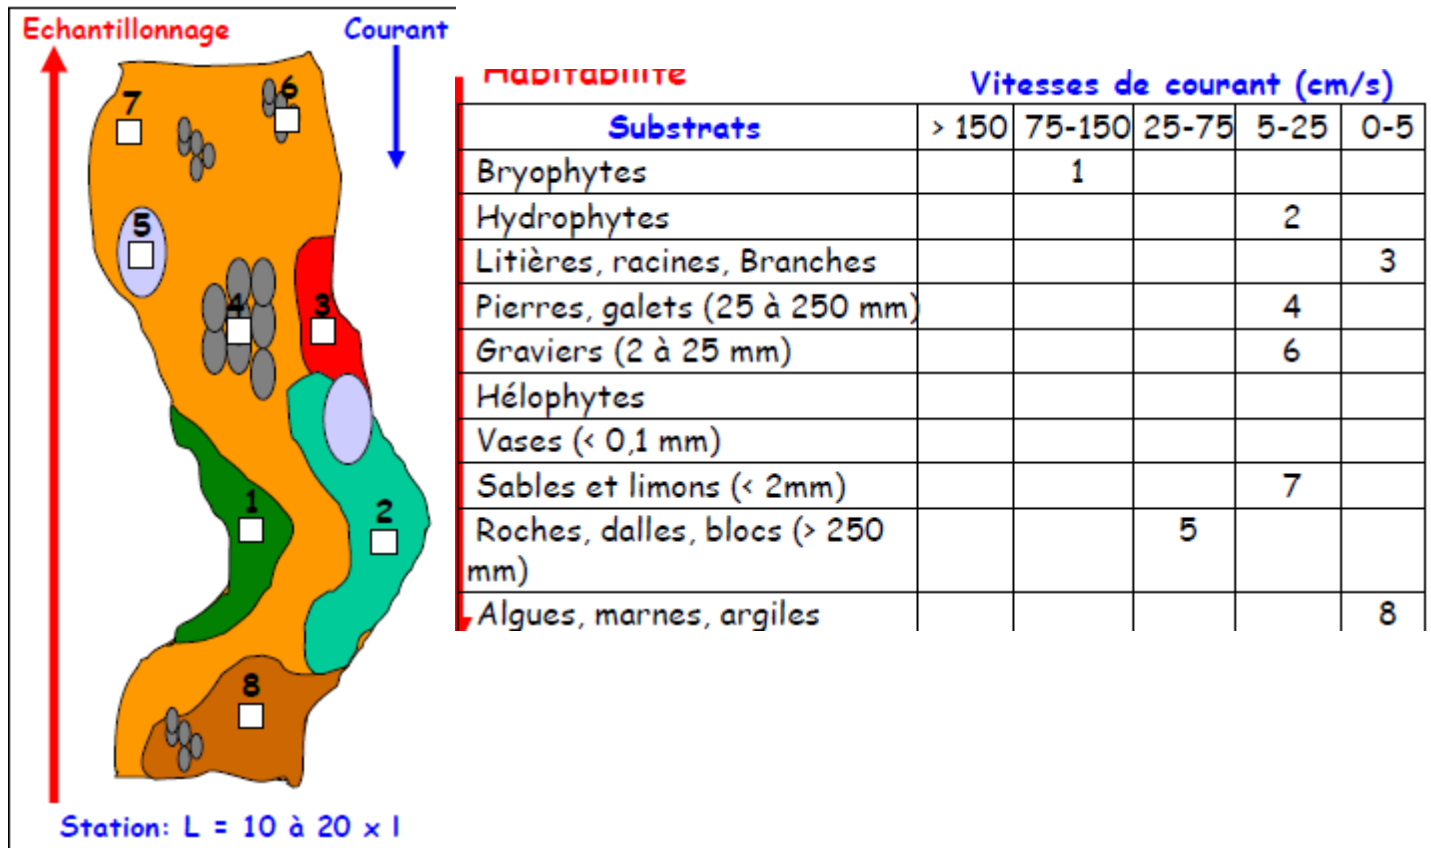 Echantillonnage
Courant
7
6
5
4
3
1
2
8
Station: L = 10 à 20 x l
Habitabilité
Vitesses de courant (cm/s)
Substrats > 150 75-150 25-75 5-25 0-5
Bryophytes 1
Hydrophytes 2
Litières, racines, Branches 3
Pierres, galets (25 à 250 mm) 4
Graviers (2 à 25 mm) 6
Hélophytes
Vases (< 0,1 mm)
Sables et limons (< 2mm) 7
Roches, dalles, blocs (> 250 5
mm)
Algues, marnes, argiles 8